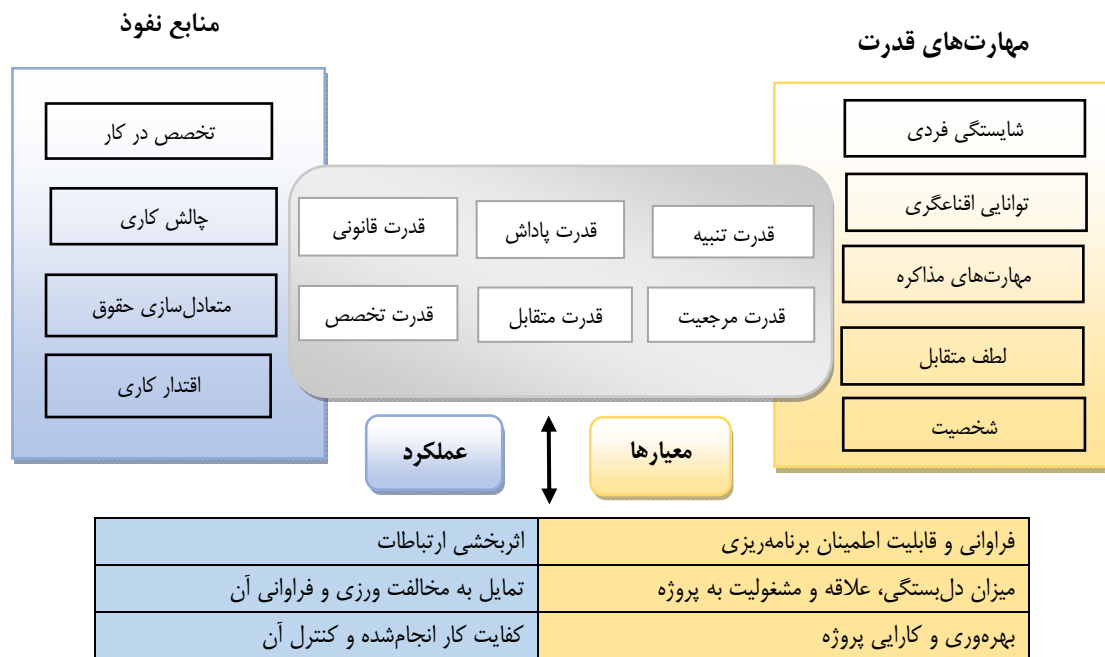 مهارت‌های قدرت
شایستگی فردی
توانایی اقناعگری
مهارت‌های مذاکره
لطف متقابل
شخصیت
قدرت تنبیه
قدرت پاداش
قدرت قانونی
قدرت مرجعیت
قدرت متقابل
قدرت تخصص
منابع نفوذ
تخصص در کار
چالش کاری
متعادل‌سازی حقوق
اقتدار کاری
معیارها
عملکرد
فراوانی و قابلیت اطمینان برنامه‌ریزی
اثربخشی ارتباطات
میزان دل‌بستگی، علاقه و مشغولیت به پروژه
تمایل به مخالفت ورزی و فراوانی آن
بهره‌وری و کارایی پروژه
کفایت کار انجام‌شده و کنترل آن